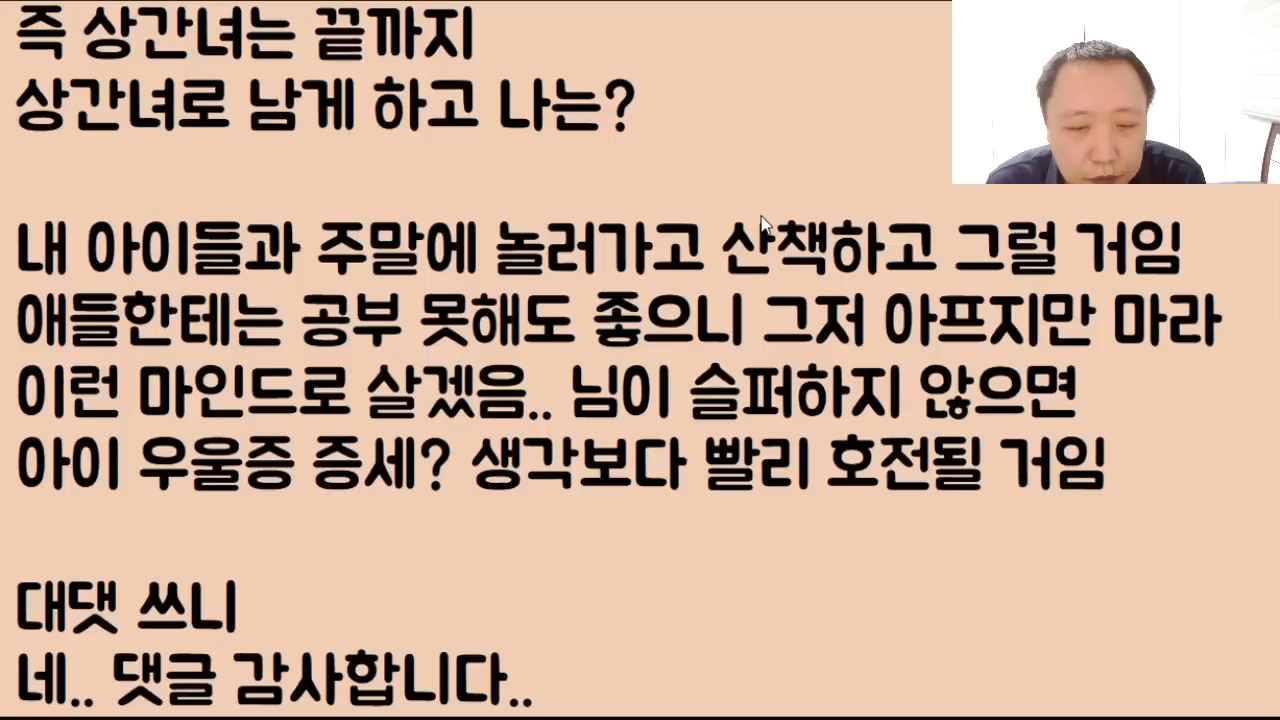 즉 상간녀는 끝까지
상간녀로 남게 하고 나는?
내 아이들과 주말에 놀러가고 산책하고 그럴 거임
애들한테는 공부 못해도 좋으니 그저 아프지만 마라
이런 마인드로 살겠음.. 님이 슬퍼하지 않으면
아이 우울증 증세? 생각보다 빨리 호전될 거임
대댓 쓰니
네.. 댓글 감사합니다..